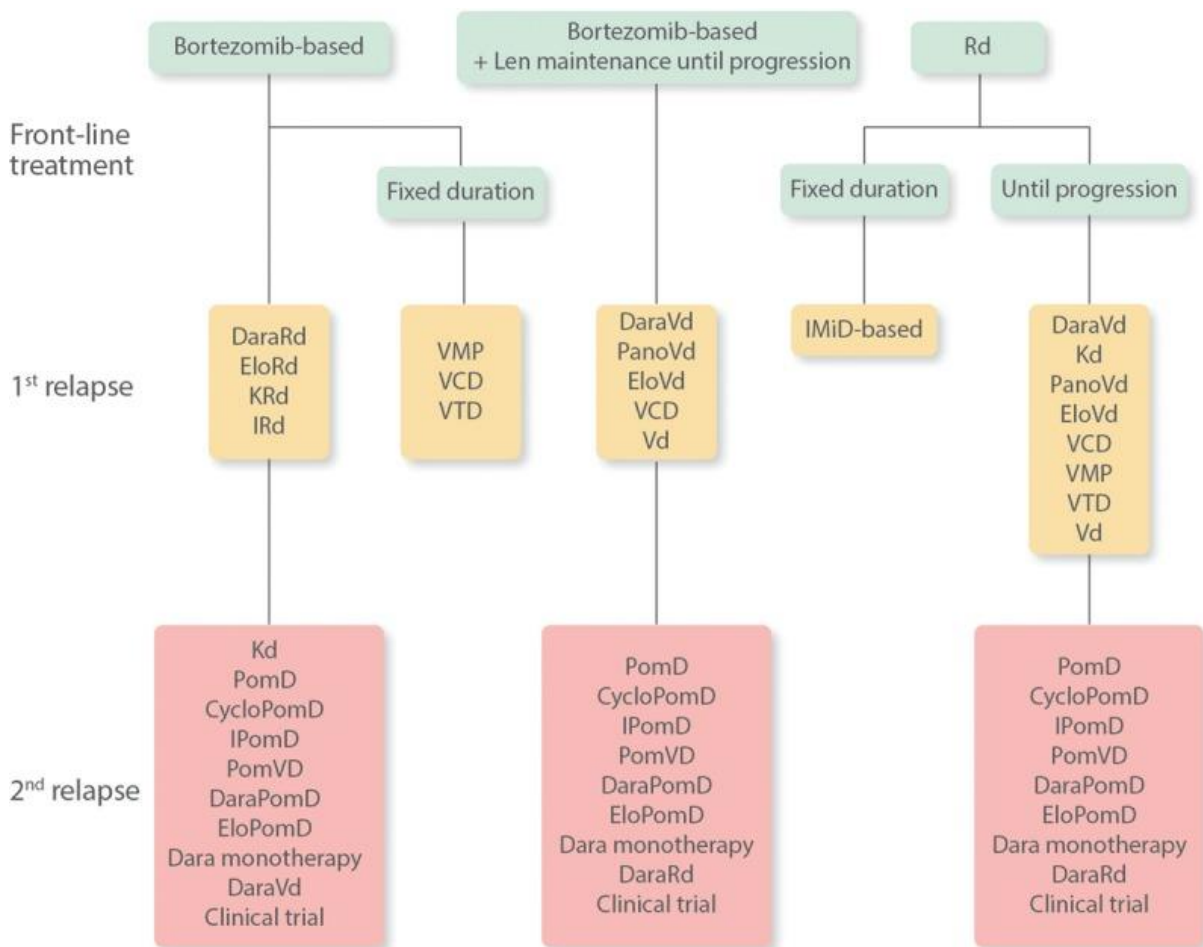 Bortezomib-based
Bortezomib-based
+ Len maintenance until progression
Rd
Front-line
treatment
Fixed duration
Fixed duration
Until progression
1st relapse
DaraRd
EloRd
KRd
IRd
VMP
VCD
VTD
DaraVd
PanoVd
EloVd
VCD
Vd
IMiD-based
DaraVd
Kd
PanoVd
EloVd
VCD
VMP
VTD
Vd
2nd relapse
Kd
PomD
CycloPomD
IPomD
PomVD
DaraPomD
EloPomD
Dara monotherapy
DaraVd
Clinical trial
PomD
CycloPomD
IPomD
PomVD
DaraPomD
EloPomD
Dara monotherapy
DaraRd
Clinical trial
PomD
CycloPomD
IPomD
PomVD
DaraPomD
EloPomD
Dara monotherapy
DaraRd
Clinical trial